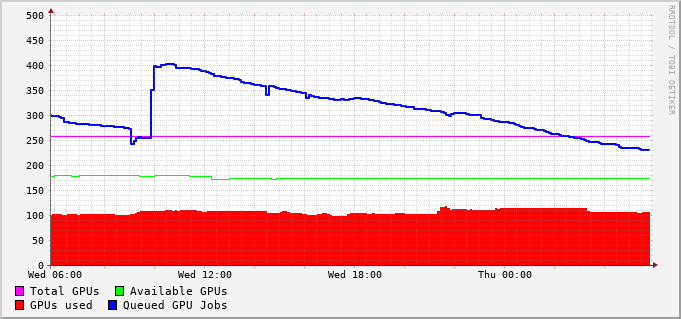 500
450
400
350
300
250
200
150
100
50
0
Wed 06:00 Wed 12:00 Wed 18:00 Thu 00:00
Total GPUs Available GPUs
GPUs used Queued GPU Jobs
RRDTOOL / TOBI OETIKER